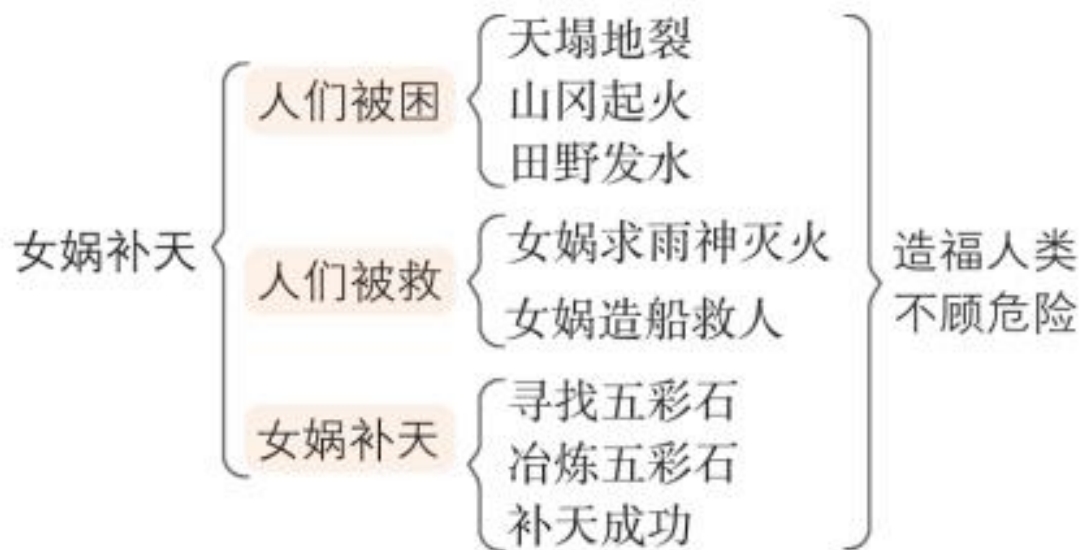 女娲补天
人们被困
天塌地裂
山冈起火
田野发水
人们被救
女娲求雨神灭火
女娲造船救人
女娲补天
寻找五彩石
冶炼五彩石
补天成功
造福人类
不顾危险